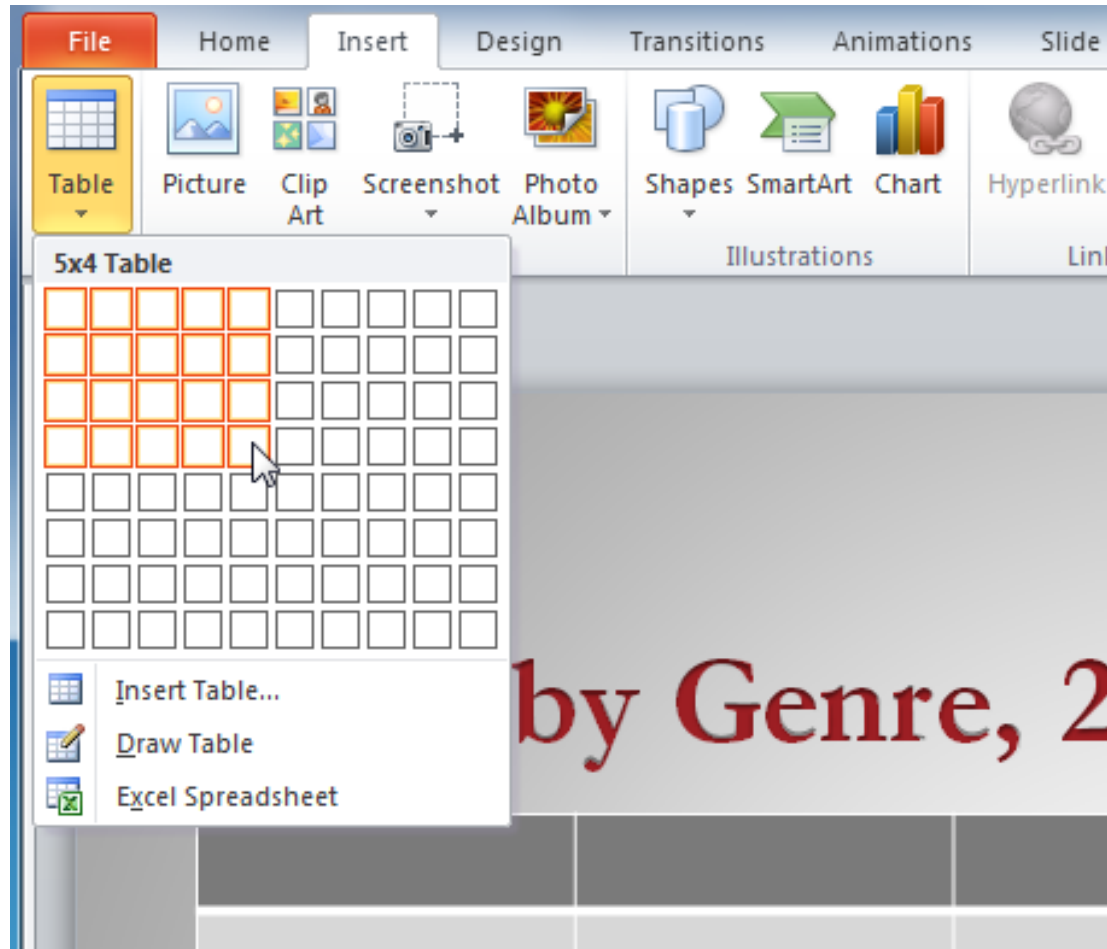 File Home Insert Design Transitions Animations Slide
Table Picture Clip Art Screenshot Photo Album Shapes SmartArt Chart Hyperlink
Illustrations
5x4 Table
Insert Table...
Draw Table
Excel Spreadsheet
by Genre, 2